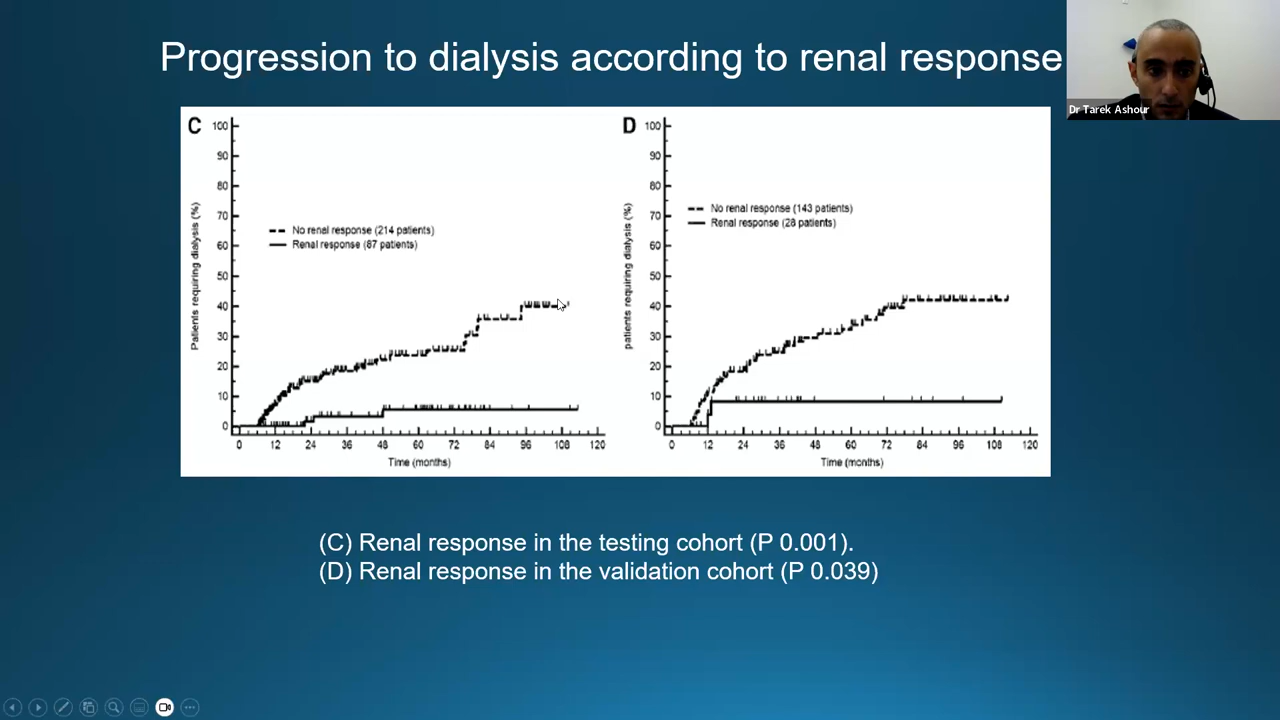 Progression to dialysis according to renal response
Dr Tarek Ashour
C
100
90
80
70
60
50
40
30
20
10
0
Patients requiring dialysis (%)
No renal response (214 patients)
Renal response (87 patients)
0 12 24 36 48 60 72 84 96 108 120
Time (months)
D
100
90
80
70
60
50
40
30
20
10
0
patients requiring dialysis (%)
No renal response (143 patients)
Renal response (28 patients)
0 12 24 36 48 60 72 84 96 108 120
Time (months)
(C) Renal response in the testing cohort (P 0.001).
(D) Renal response in the validation cohort (P 0.039)